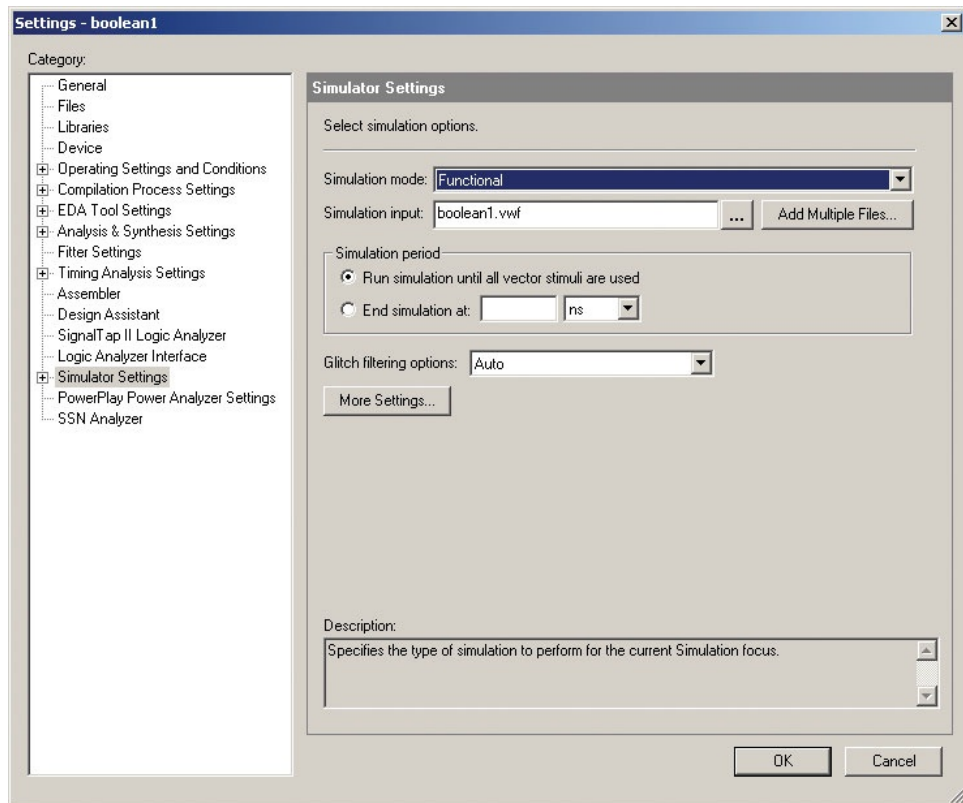 Settings - boolean1
Category:
General
Files
Libraries
Device
Operating Settings and Conditions
Compilation Process Settings
EDA Tool Settings
Analysis & Synthesis Settings
Fitter Settings
Timing Analysis Settings
Assembler
Design Assistant
SignalTap II Logic Analyzer
Logic Analyzer Interface
Simulator Settings
PowerPlay Power Analyzer Settings
SSN Analyzer
Simulator Settings
Select simulation options.
Simulation mode: Functional
Simulation input: boolean1.vwf ... Add Multiple Files...
Simulation period
Run simulation until all vector stimuli are used
End simulation at: ns
Glitch filtering options: Auto
More Settings...
Description:
Specifies the type of simulation to perform for the current Simulation focus.
OK Cancel